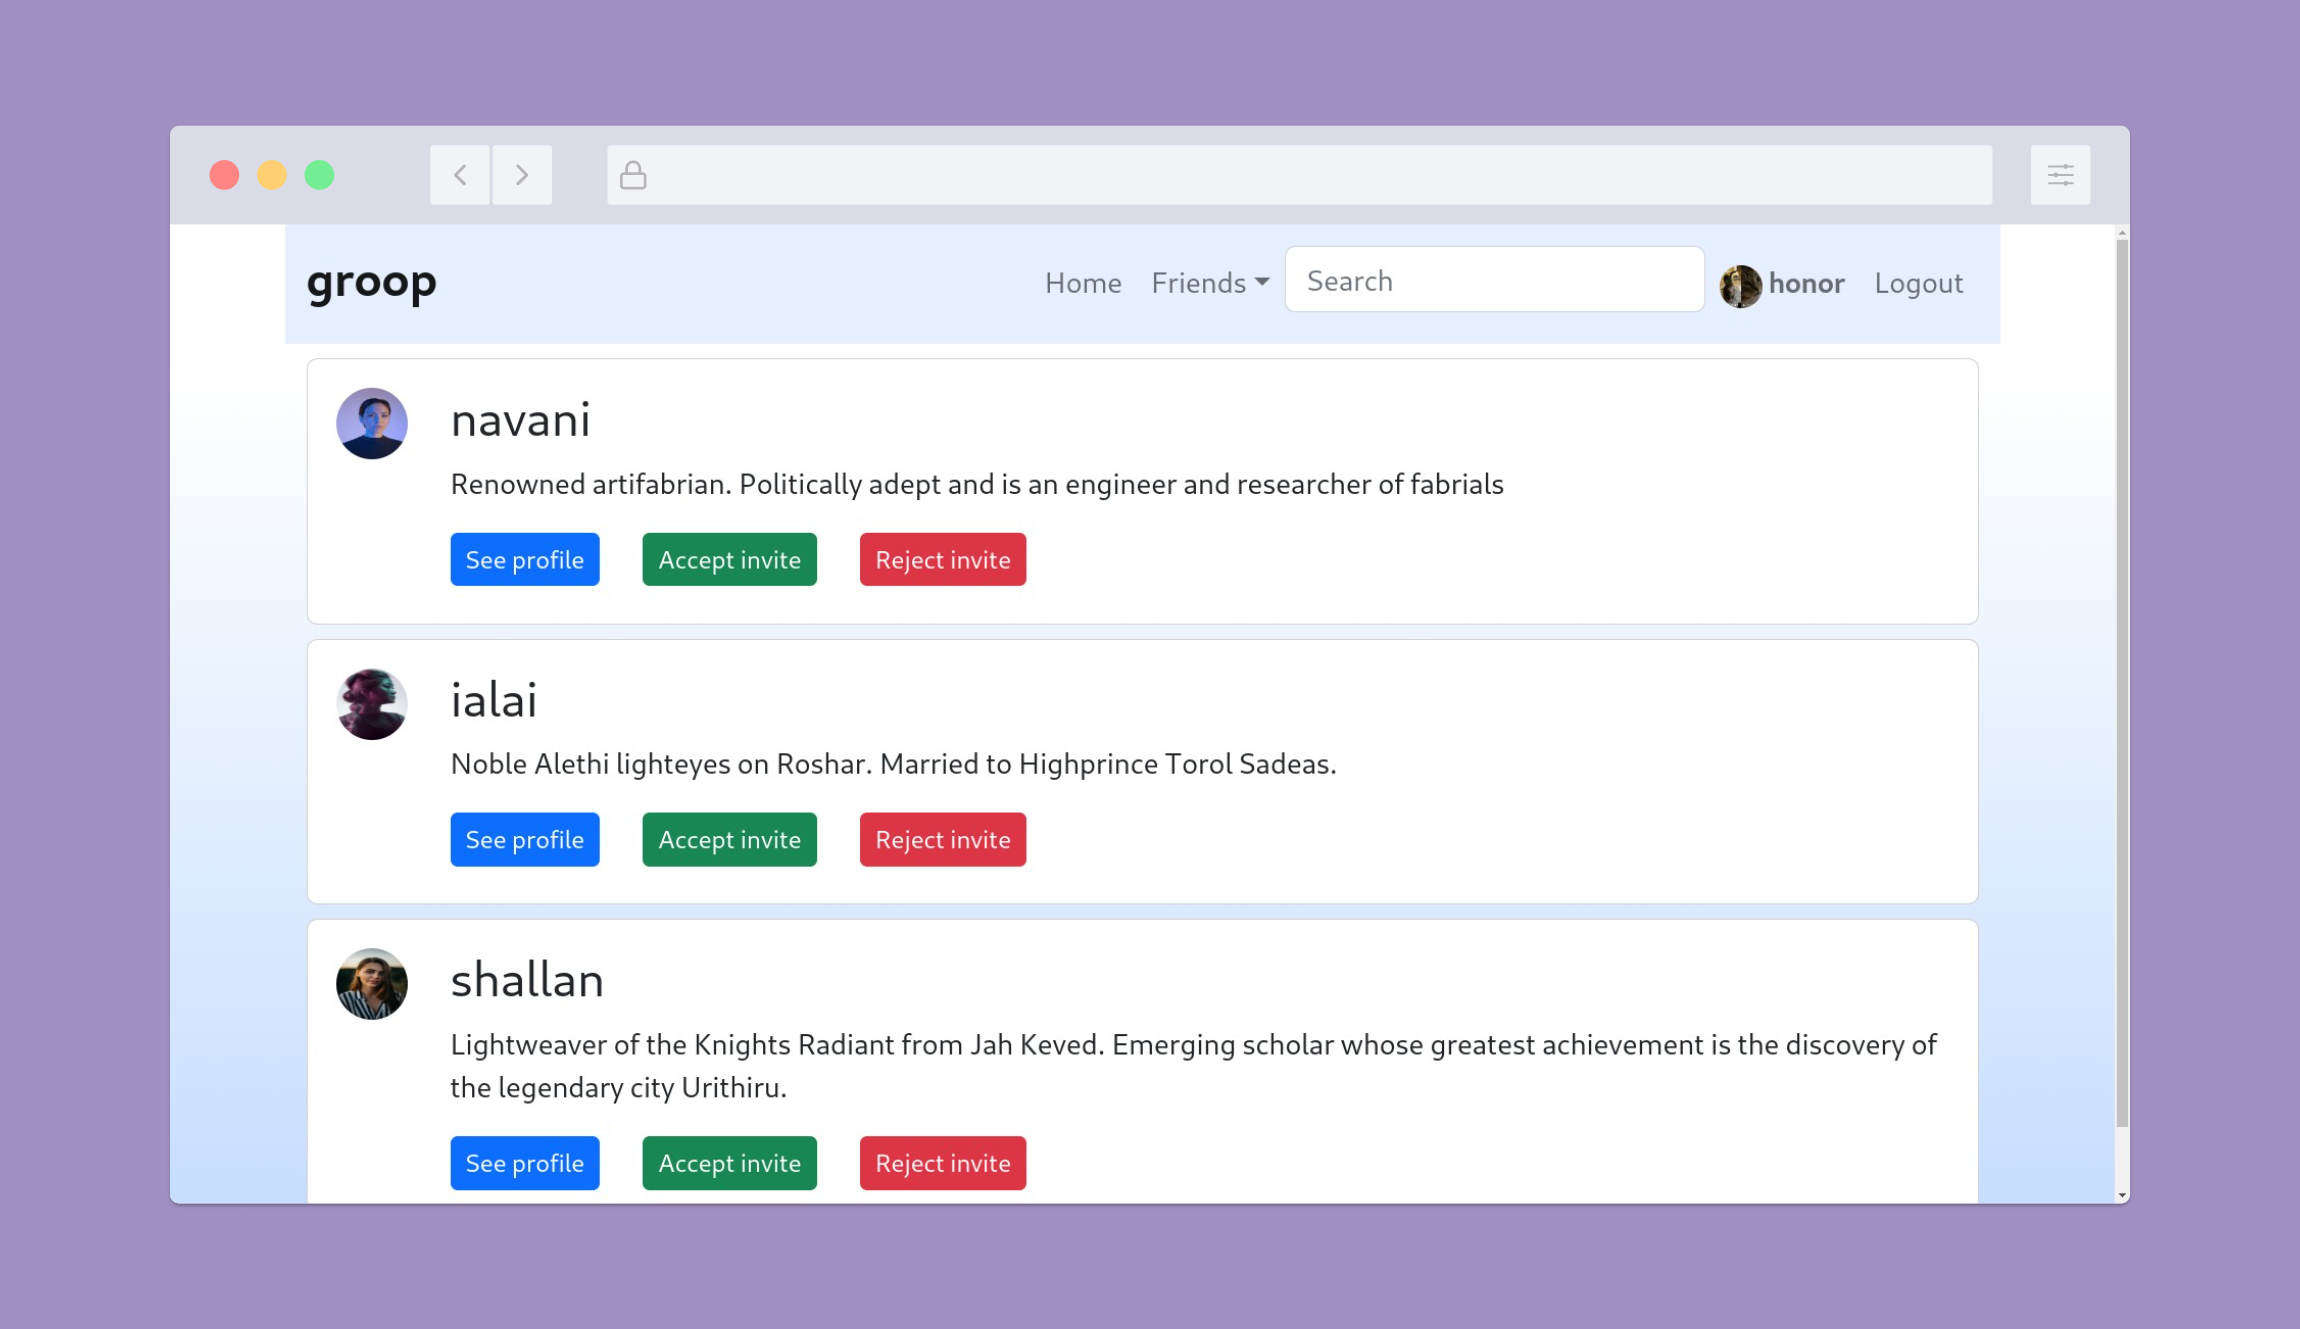 groop
Home Friends Search honor Logout
navani
Renowned artifabrian. Politically adept and is an engineer and researcher of fabrials
See profile Accept invite Reject invite
ialai
Noble Alethi lighteyes on Roshar. Married to Highprince Torol Sadeas.
See profile Accept invite Reject invite
shallan
Lightweaver of the Knights Radiant from Jah Keved. Emerging scholar whose greatest achievement is the discovery of
the legendary city Urithiru.
See profile Accept invite Reject invite